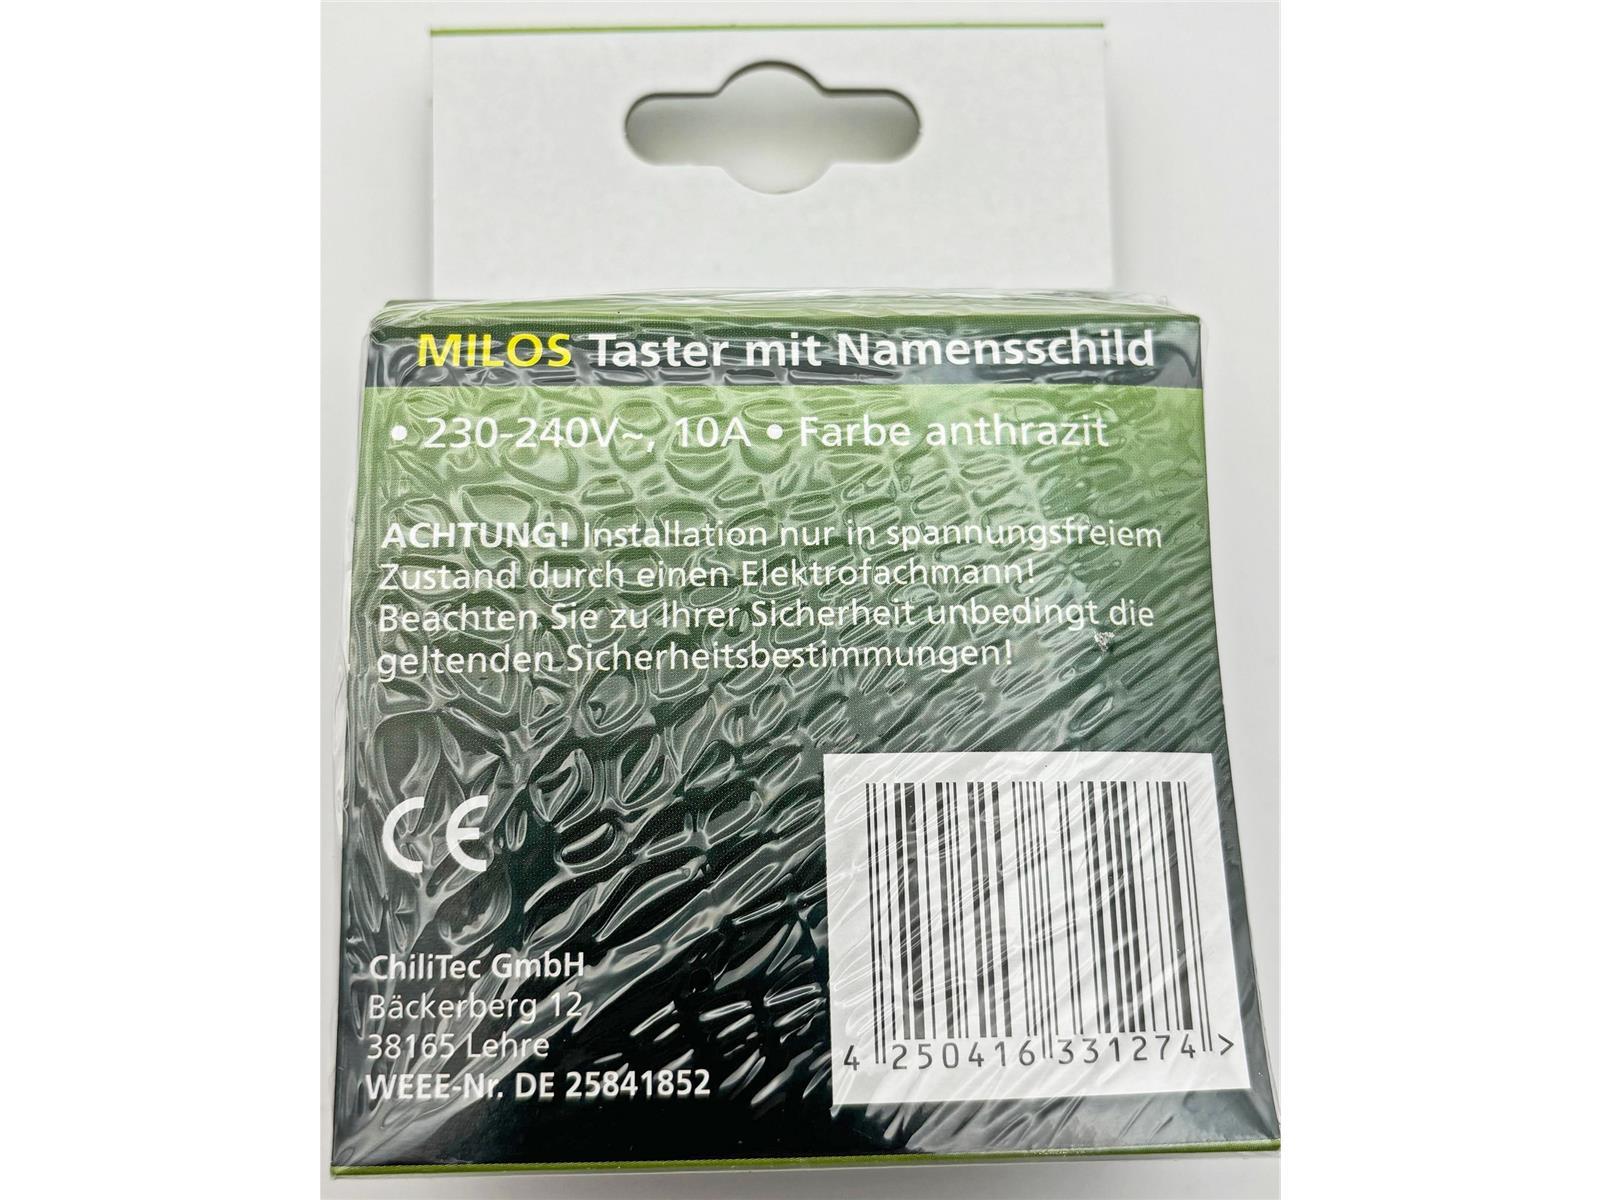 MILOS Taster mit Namensschild
• 230-240V~, 10A • Farbe anthrazit
ACHTUNG! Installation nur in spannungsfreiem
Zustand durch einen Elektrofachmann!
Beachten Sie zu Ihrer Sicherheit unbedingt die
geltenden Sicherheitsbestimmungen!
CE
ChiliTec GmbH
Bäckerberg 12
38165 Lehre
WEEE-Nr. DE 25841852
4 250416 331274 >